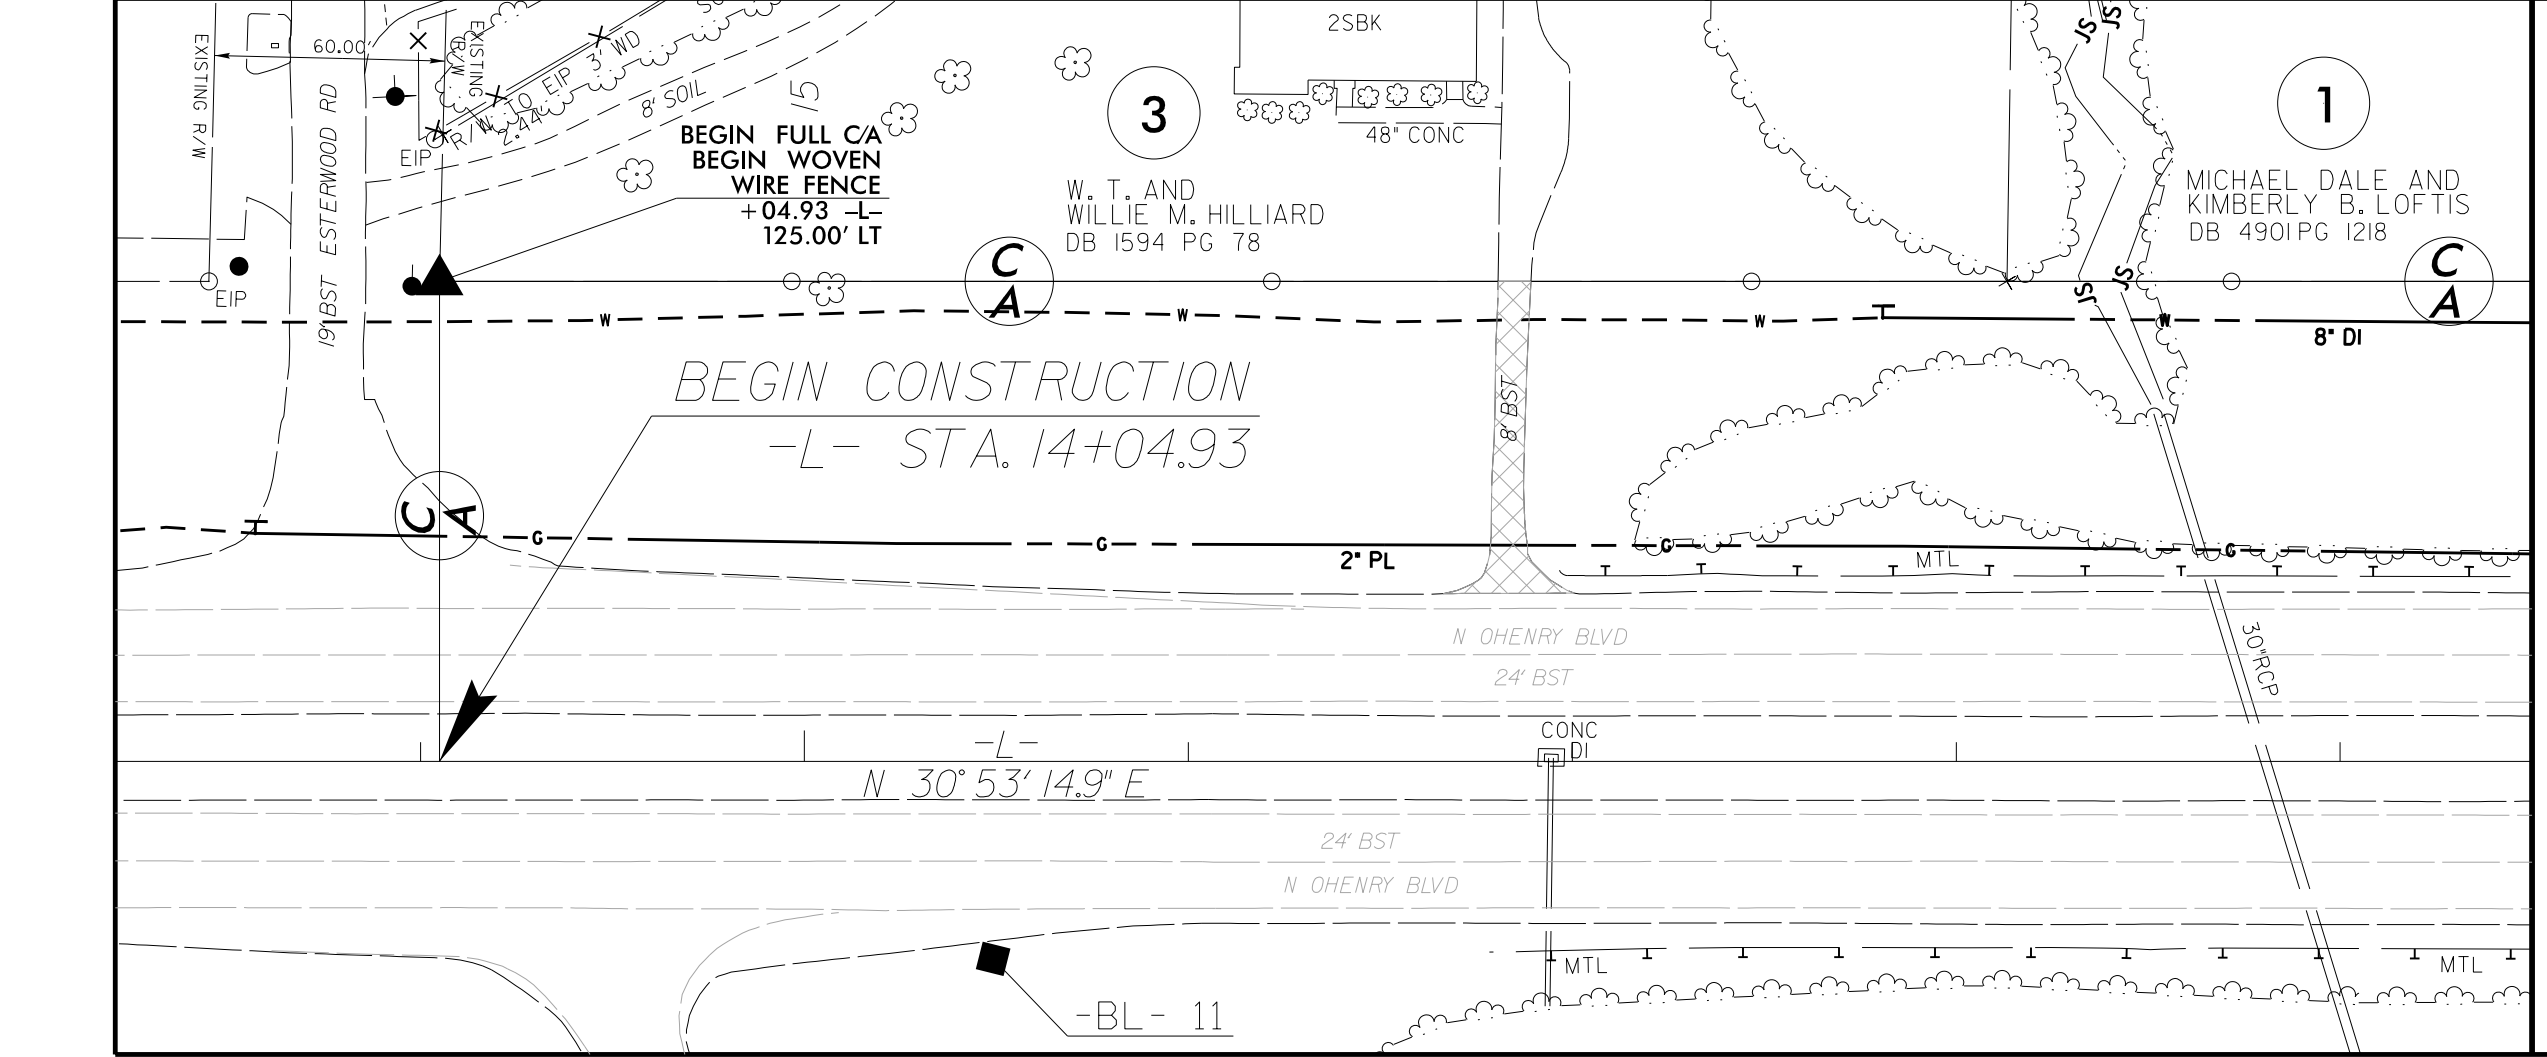 EXISTING R/W
60.00'
EXISTING
R/W
19' BST ESTERWOOD RD
EIP
R/W TO EIP 3' WD
2.44'
8' SOIL
15
BEGIN FULL C/A
BEGIN WOVEN
WIRE FENCE
+04.93 -L-
125.00' LT
3
W. T. AND
WILLIE M. HILLIARD
DB 1594 PG 78
2SBK
48" CONC
JS
JS
1
MICHAEL DALE AND
KIMBERLY B. LOFTIS
DB 4901 PG 1218
EIP
C
A
JS
JS
C
A
W
W
W
W
8" DI
BEGIN CONSTRUCTION
-L- STA. 14+04.93
8' BST
C
A
G
G
G
G
2" PL
MTL
N OHENRY BLVD
24' BST
30" RCP
CONC
DI
-L-
N 30° 53' 14.9" E
24' BST
N OHENRY BLVD
MTL
MTL
-BL- 11